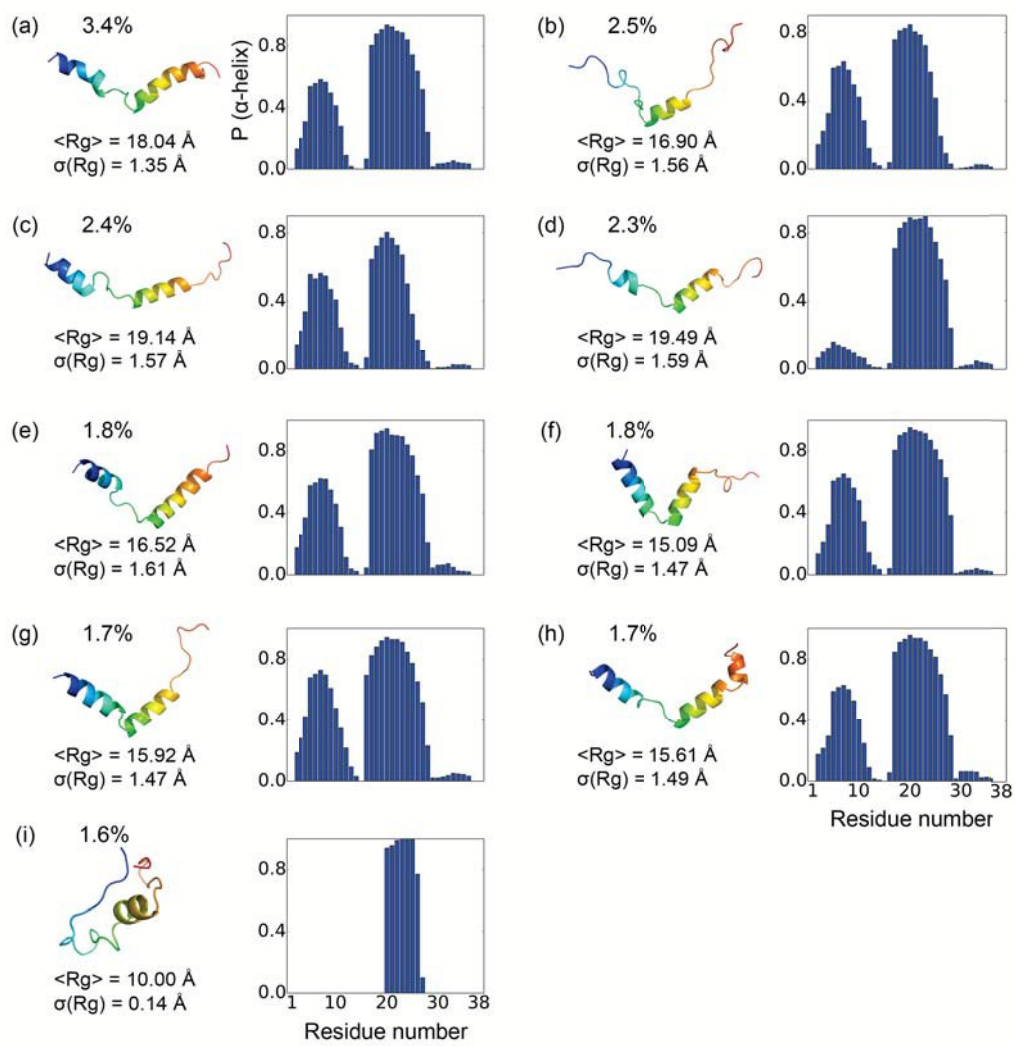 (a) 3.4%
<Rg> = 18.04 Å
σ(Rg) = 1.35 Å
P (α-helix)
0.8
0.4
0.0
(b) 2.5%
<Rg> = 16.90 Å
σ(Rg) = 1.56 Å
0.8
0.4
0.0
(c) 2.4%
<Rg> = 19.14 Å
σ(Rg) = 1.57 Å
0.8
0.4
0.0
(d) 2.3%
<Rg> = 19.49 Å
σ(Rg) = 1.59 Å
0.8
0.4
0.0
(e) 1.8%
<Rg> = 16.52 Å
σ(Rg) = 1.61 Å
0.8
0.4
0.0
(f) 1.8%
<Rg> = 15.09 Å
σ(Rg) = 1.47 Å
0.8
0.4
0.0
(g) 1.7%
<Rg> = 15.92 Å
σ(Rg) = 1.47 Å
0.8
0.4
0.0
(h) 1.7%
<Rg> = 15.61 Å
σ(Rg) = 1.49 Å
0.8
0.4
0.0
1 10 20 30 38
Residue number
(i) 1.6%
<Rg> = 10.00 Å
σ(Rg) = 0.14 Å
0.8
0.4
0.0
1 10 20 30 38
Residue number